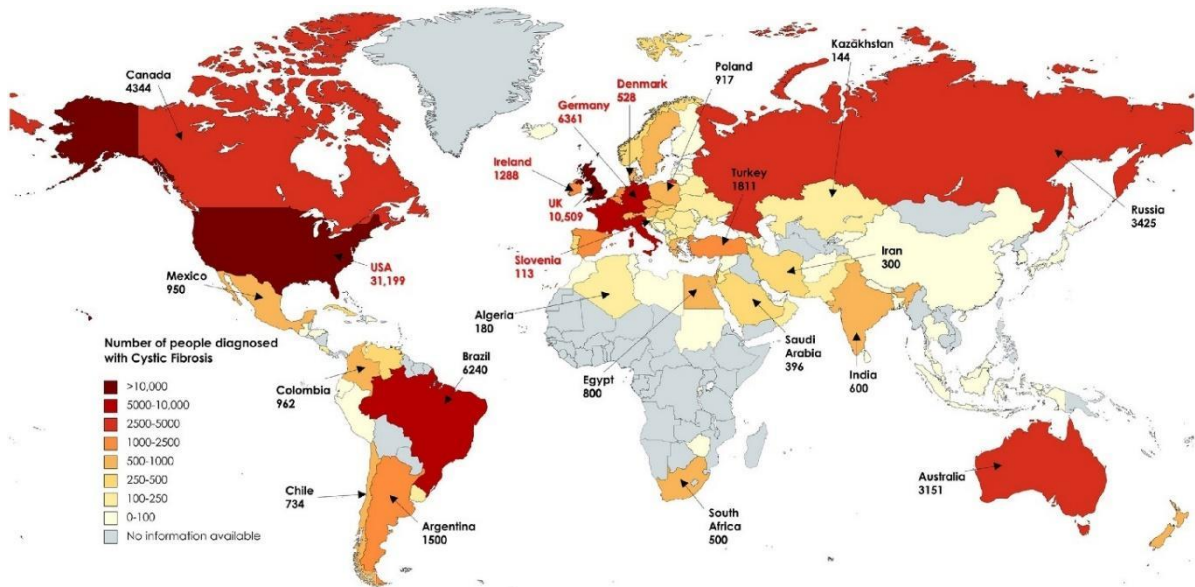 Canada
4344
Kazakhstan
144
Poland
917
Denmark
528
Germany
6361
Ireland
1288
Turkey
1811
UK
10,509
Russia
3425
USA
31,199
Slovenia
113
Iran
300
Mexico
950
Algeria
180
Saudi
Arabia
396
Number of people diagnosed
with Cystic Fibrosis
>10,000
5000-10,000
2500-5000
1000-2500
500-1000
250-500
100-250
0-100
No information available
Brazil
6240
Colombia
962
Egypt
800
India
600
Chile
734
Argentina
1500
South
Africa
500
Australia
3151